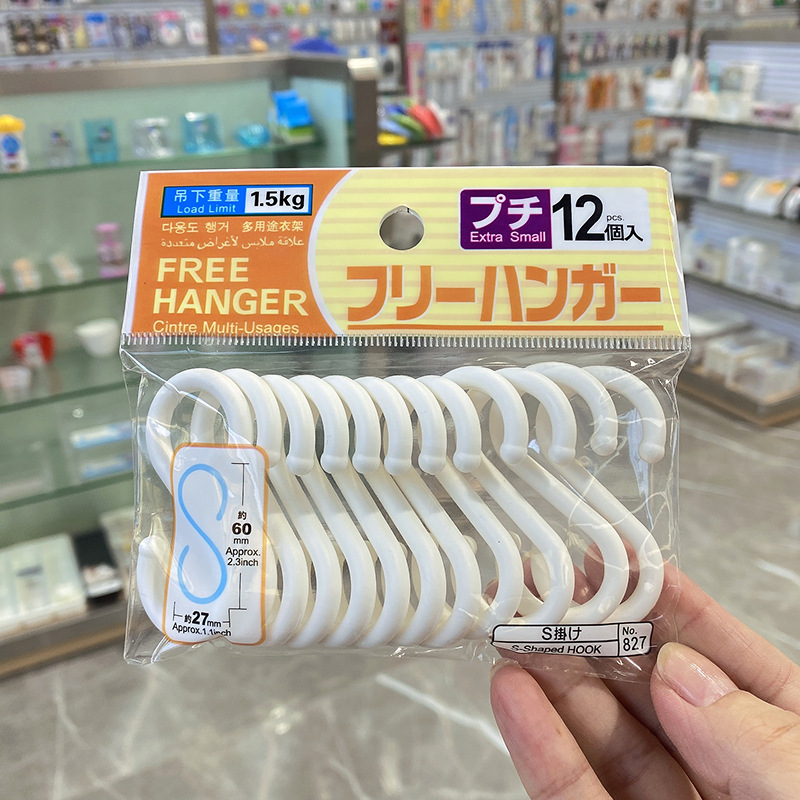 吊下重量 1.5kg
Load Limit
다용도 행거 多用途衣架
علاقة ملابس لأغراض متعددة
FREE
HANGER
Cintre Multi-Usages
プチ
Extra Small
12 pcs.
個入
フリーハンガー
約
60
mm
Approx.
2.3inch
約27mm
Approx.1.1inch
S掛け
S-Shaped HOOK
No.
827